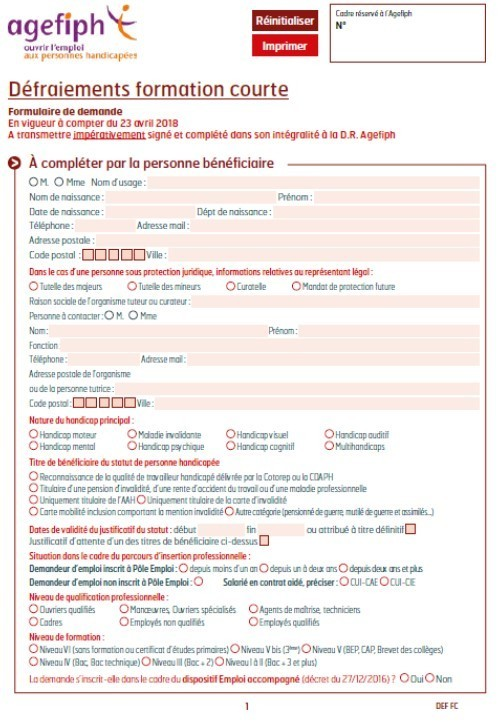 agefiph
ouvrir l'emploi
aux personnes handicapées
Réinitialiser
Imprimer
Cadre réservé à l'Agefiph
N°
Défraiements formation courte
Formulaire de demande
En vigueur à compter du 23 avril 2018
A transmettre impérativement signé et complété dans son intégralité à la D.R. Agefiph
À compléter par la personne bénéficiaire
M. Mme Nom d'usage :
Nom de naissance : Prénom :
Date de naissance : Dépt de naissance :
Téléphone : Adresse mail :
Adresse postale :
Code postal : Ville :
Dans le cas d'une personne sous protection juridique, informations relatives au représentant légal :
Tutelle des majeurs Tutelle des mineurs Curatelle Mandat de protection future
Raison sociale de l'organisme tuteur ou curateur :
Personne à contacter : M. Mme
Nom : Prénom :
Fonction
Téléphone : Adresse mail :
Adresse postale de l'organisme
ou de la personne tutrice :
Code postal : Ville :
Nature du handicap principal :
Handicap moteur Maladie invalidante Handicap visuel Handicap auditif
Handicap mental Handicap psychique Handicap cognitif Multihandicaps
Titre de bénéficiaire du statut de personne handicapée
Reconnaissance de la qualité de travailleur handicapé délivrée par la Cotorep ou la CDAPH
Titulaire d'une pension d'invalidité, d'une rente d'accident du travail ou d'une maladie professionnelle
Uniquement titulaire de l'AAH Uniquement titulaire de la carte d'invalidité
Carte mobilité inclusion comportant la mention invalidité Autre catégorie (pensionné de guerre, mutilé de guerre et assimilés...)
Dates de validité du justificatif du statut : début fin ou attribué à titre définitif
Justificatif d'attente d'un des titres de bénéficiaire ci-dessus
Situation dans le cadre du parcours d'insertion professionnelle :
Demandeur d'emploi inscrit à Pôle Emploi : depuis moins d'un an depuis un à deux ans depuis deux ans et plus
Demandeur d'emploi non inscrit à Pôle Emploi : Salarié en contrat aidé, préciser : CUI-CAE CUI-CIE
Niveau de qualification professionnelle :
Ouvriers qualifiés Manœuvres, Ouvriers spécialisés Agents de maîtrise, techniciens
Cadres Employés non qualifiés Employés qualifiés
Niveau de formation :
Niveau VI (sans formation ou certificat d'études primaires) Niveau V bis (3ème) Niveau V (BEP, CAP, Brevet des collèges)
Niveau IV (Bac, Bac technique) Niveau III (Bac + 2) Niveau I à II (Bac + 3 et plus)
La demande s'inscrit-elle dans le cadre du dispositif Emploi accompagné (décret du 27/12/2016) ? Oui Non
1
DEF FC